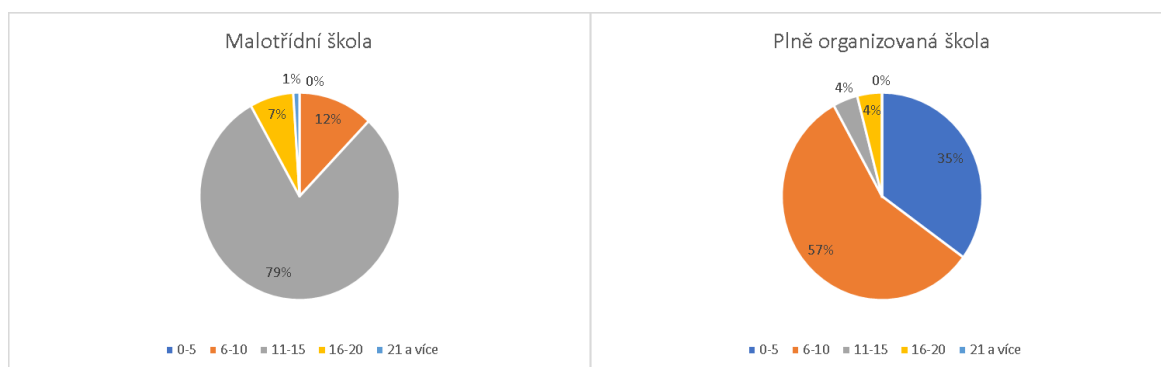 Malotřídní škola
1% 0%
7% 12%
79%
0-5 6-10 11-15 16-20 21 a více
Plně organizovaná škola
0%
4%
4%
35%
57%
0-5 6-10 11-15 16-20 21 a více